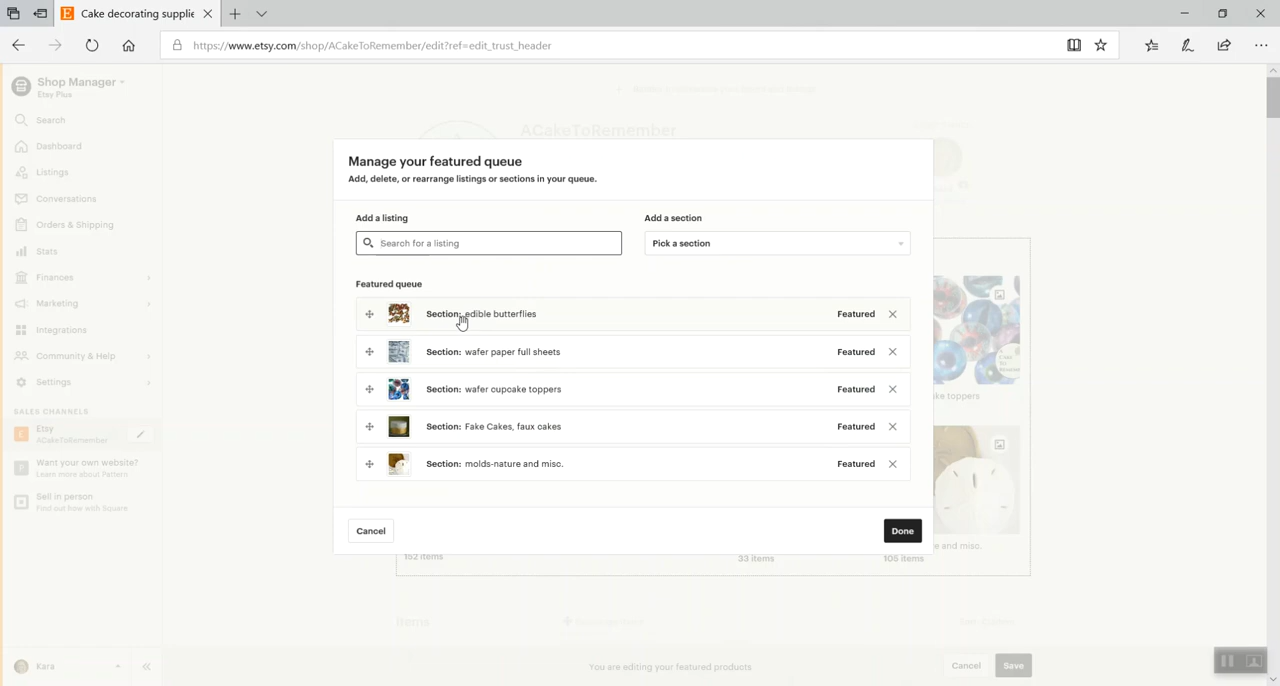 Cake decorating supplie
https://www.etsy.com/shop/ACakeToRemember/edit?ref=edit_trust_header
Shop Manager
Etsy Plus
Search
Dashboard
Listings
Conversations
Orders & Shipping
Stats
Finances
Marketing
Integrations
Community & Help
Settings
SALES CHANNELS
Etsy
ACakeToRemember
Want your own website?
Learn more about Pattern
Sell in person
Find out how with Square
Kara
ACakeToRemember
Manage your featured queue
Add, delete, or rearrange listings or sections in your queue.
Add a listing
Add a section
Search for a listing
Pick a section
Featured queue
Section: edible butterflies Featured
Section: wafer paper full sheets Featured
Section: wafer cupcake toppers Featured
Section: Fake Cakes, faux cakes Featured
Section: molds-nature and misc. Featured
Cancel
Done
ke toppers
e and misc.
152 items
33 items
105 items
Items
You are editing your featured products
Cancel
Save